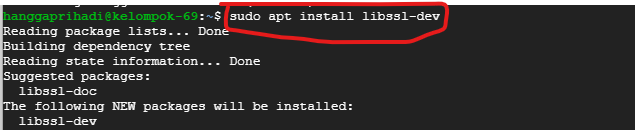 hanggaprihadi@kelompok-69:~$ sudo apt install libssl-dev
Reading package lists... Done
Building dependency tree
Reading state information... Done
Suggested packages:
  libssl-doc
The following NEW packages will be installed:
  libssl-dev